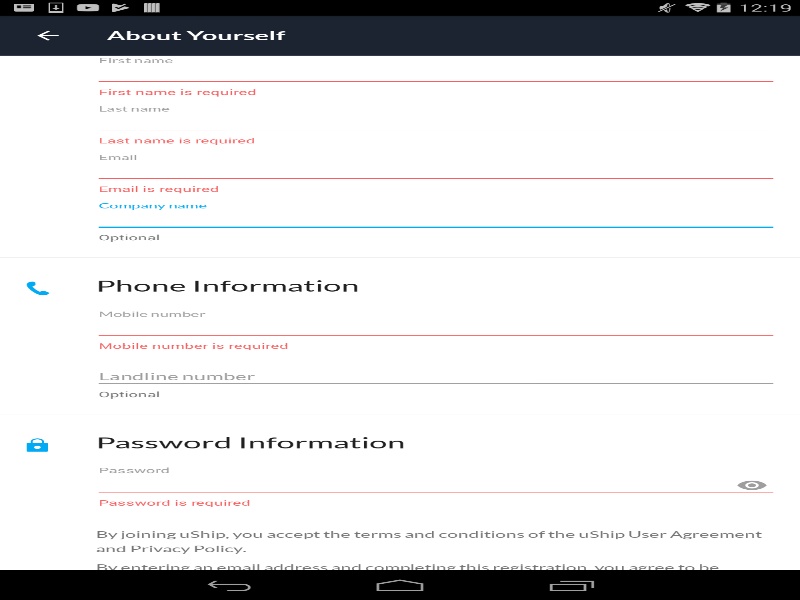 12:19
About Yourself
First name
First name is required
Last name
Last name is required
Email
Email is required
Company name
Optional
Phone Information
Mobile number
Mobile number is required
Landline number
Optional
Password Information
Password
Password is required
By joining uShip, you accept the terms and conditions of the uShip User Agreement
and Privacy Policy.
By entering an email address and completing this registration, you agree to be